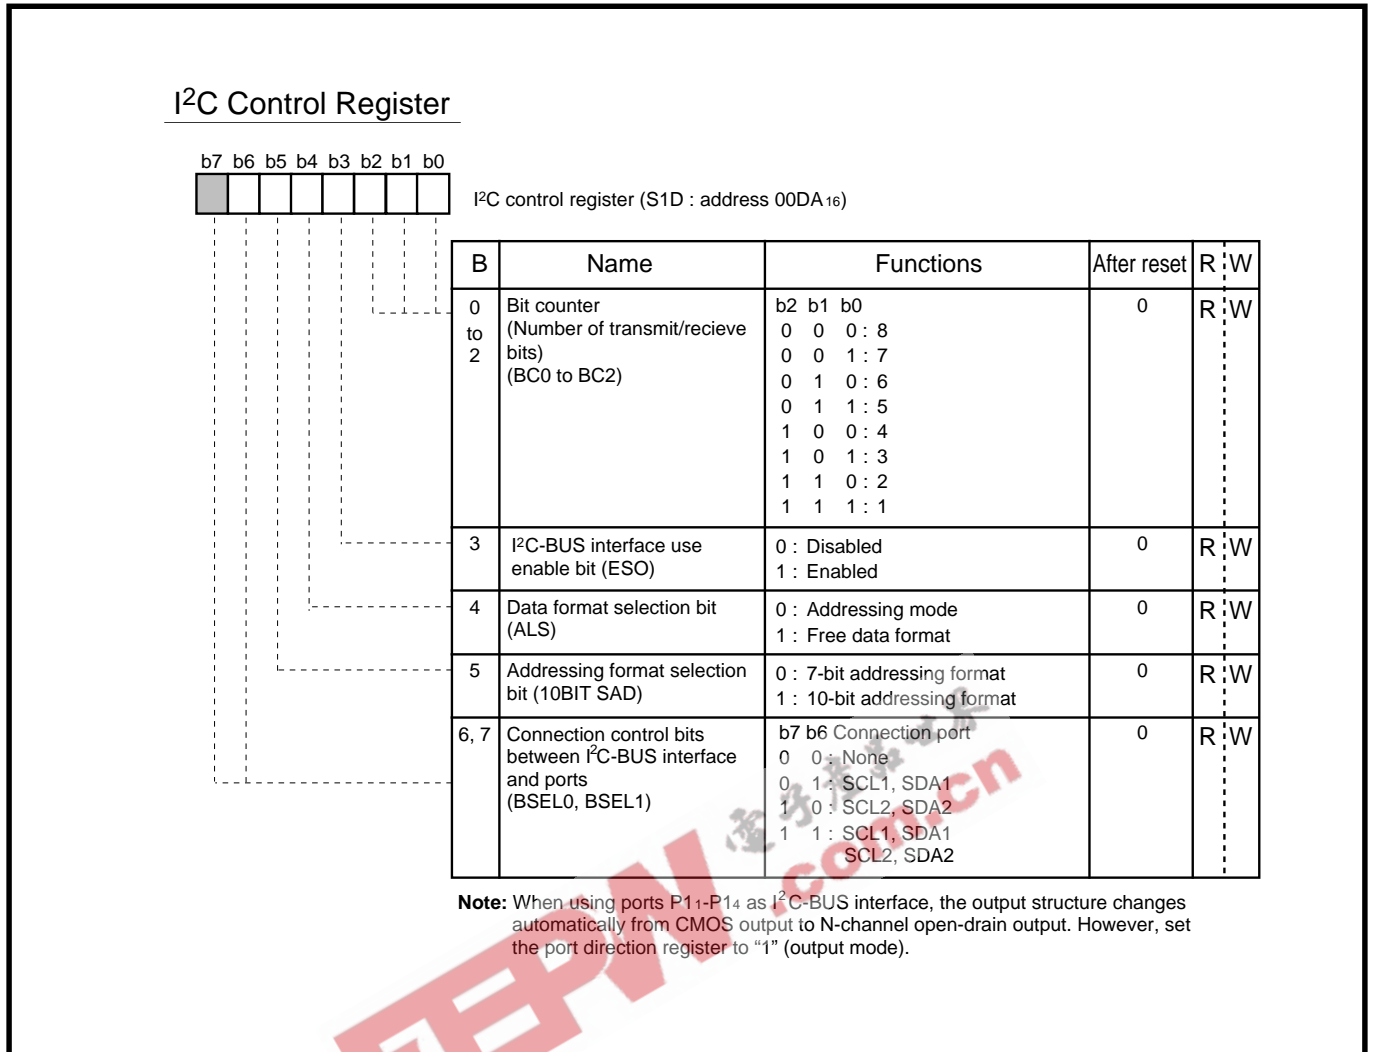 I2C Control Register
b7 b6 b5 b4 b3 b2 b1 b0
I2C control register (S1D : address 00DA16)
B Name Functions After reset R W
0 to 2 Bit counter (Number of transmit/recieve bits) (BC0 to BC2) 0 R W
b2 b1 b0
0 0 0 : 8
0 0 1 : 7
0 1 0 : 6
0 1 1 : 5
1 0 0 : 4
1 0 1 : 3
1 1 0 : 2
1 1 1 : 1
3 I2C-BUS interface use enable bit (ESO) 0 R W
0 : Disabled
1 : Enabled
4 Data format selection bit (ALS) 0 R W
0 : Addressing mode
1 : Free data format
5 Addressing format selection bit (10BIT SAD) 0 R W
0 : 7-bit addressing format
1 : 10-bit addressing format
6, 7 Connection control bits between I2C-BUS interface and ports (BSEL0, BSEL1) 0 R W
b7 b6 Connection port
0 0 : None
0 1 : SCL1, SDA1
1 0 : SCL2, SDA2
1 1 : SCL1, SDA1
SCL2, SDA2
Note: When using ports P11-P14 as I2C-BUS interface, the output structure changes
automatically from CMOS output to N-channel open-drain output. However, set
the port direction register to “1” (output mode).
电子产品世界
.com.cn
EEPW